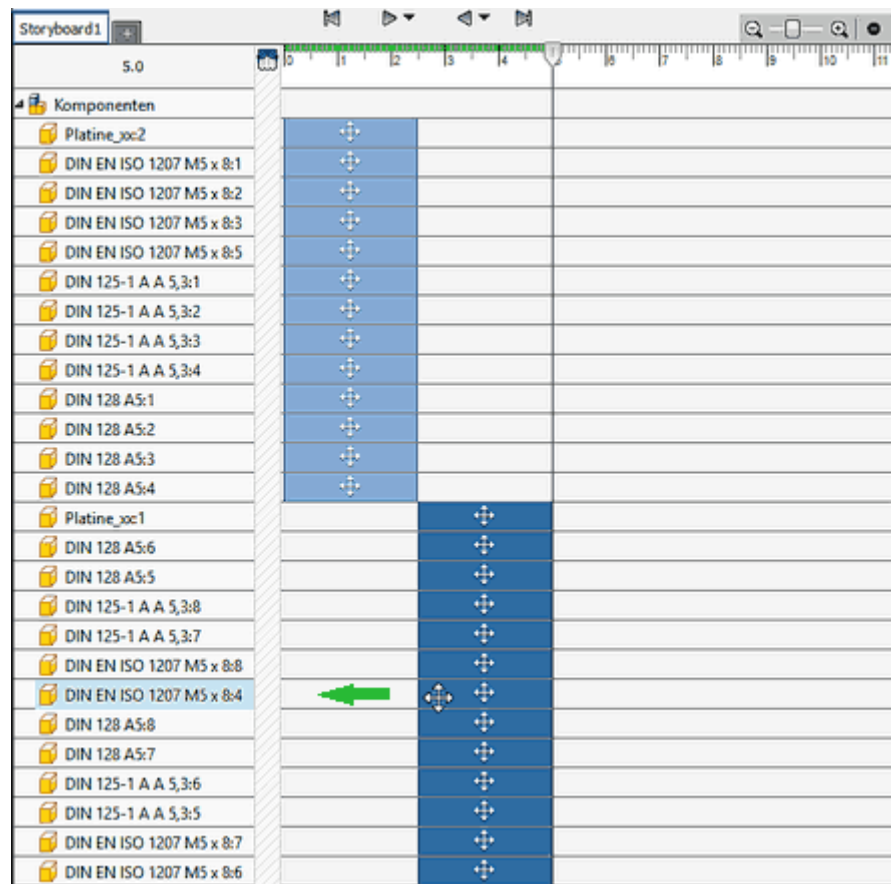 Storyboard1
5.0
0 1 2 3 4 5 6 7 8 9 10 11
Komponenten
Platine_xx:2
DIN EN ISO 1207 M5 x 8:1
DIN EN ISO 1207 M5 x 8:2
DIN EN ISO 1207 M5 x 8:3
DIN EN ISO 1207 M5 x 8:5
DIN 125-1 A A 5,3:1
DIN 125-1 A A 5,3:2
DIN 125-1 A A 5,3:3
DIN 125-1 A A 5,3:4
DIN 128 A5:1
DIN 128 A5:2
DIN 128 A5:3
DIN 128 A5:4
Platine_xx:1
DIN 128 A5:6
DIN 128 A5:5
DIN 125-1 A A 5,3:8
DIN 125-1 A A 5,3:7
DIN EN ISO 1207 M5 x 8:8
DIN EN ISO 1207 M5 x 8:4
DIN 128 A5:8
DIN 128 A5:7
DIN 125-1 A A 5,3:6
DIN 125-1 A A 5,3:5
DIN EN ISO 1207 M5 x 8:7
DIN EN ISO 1207 M5 x 8:6